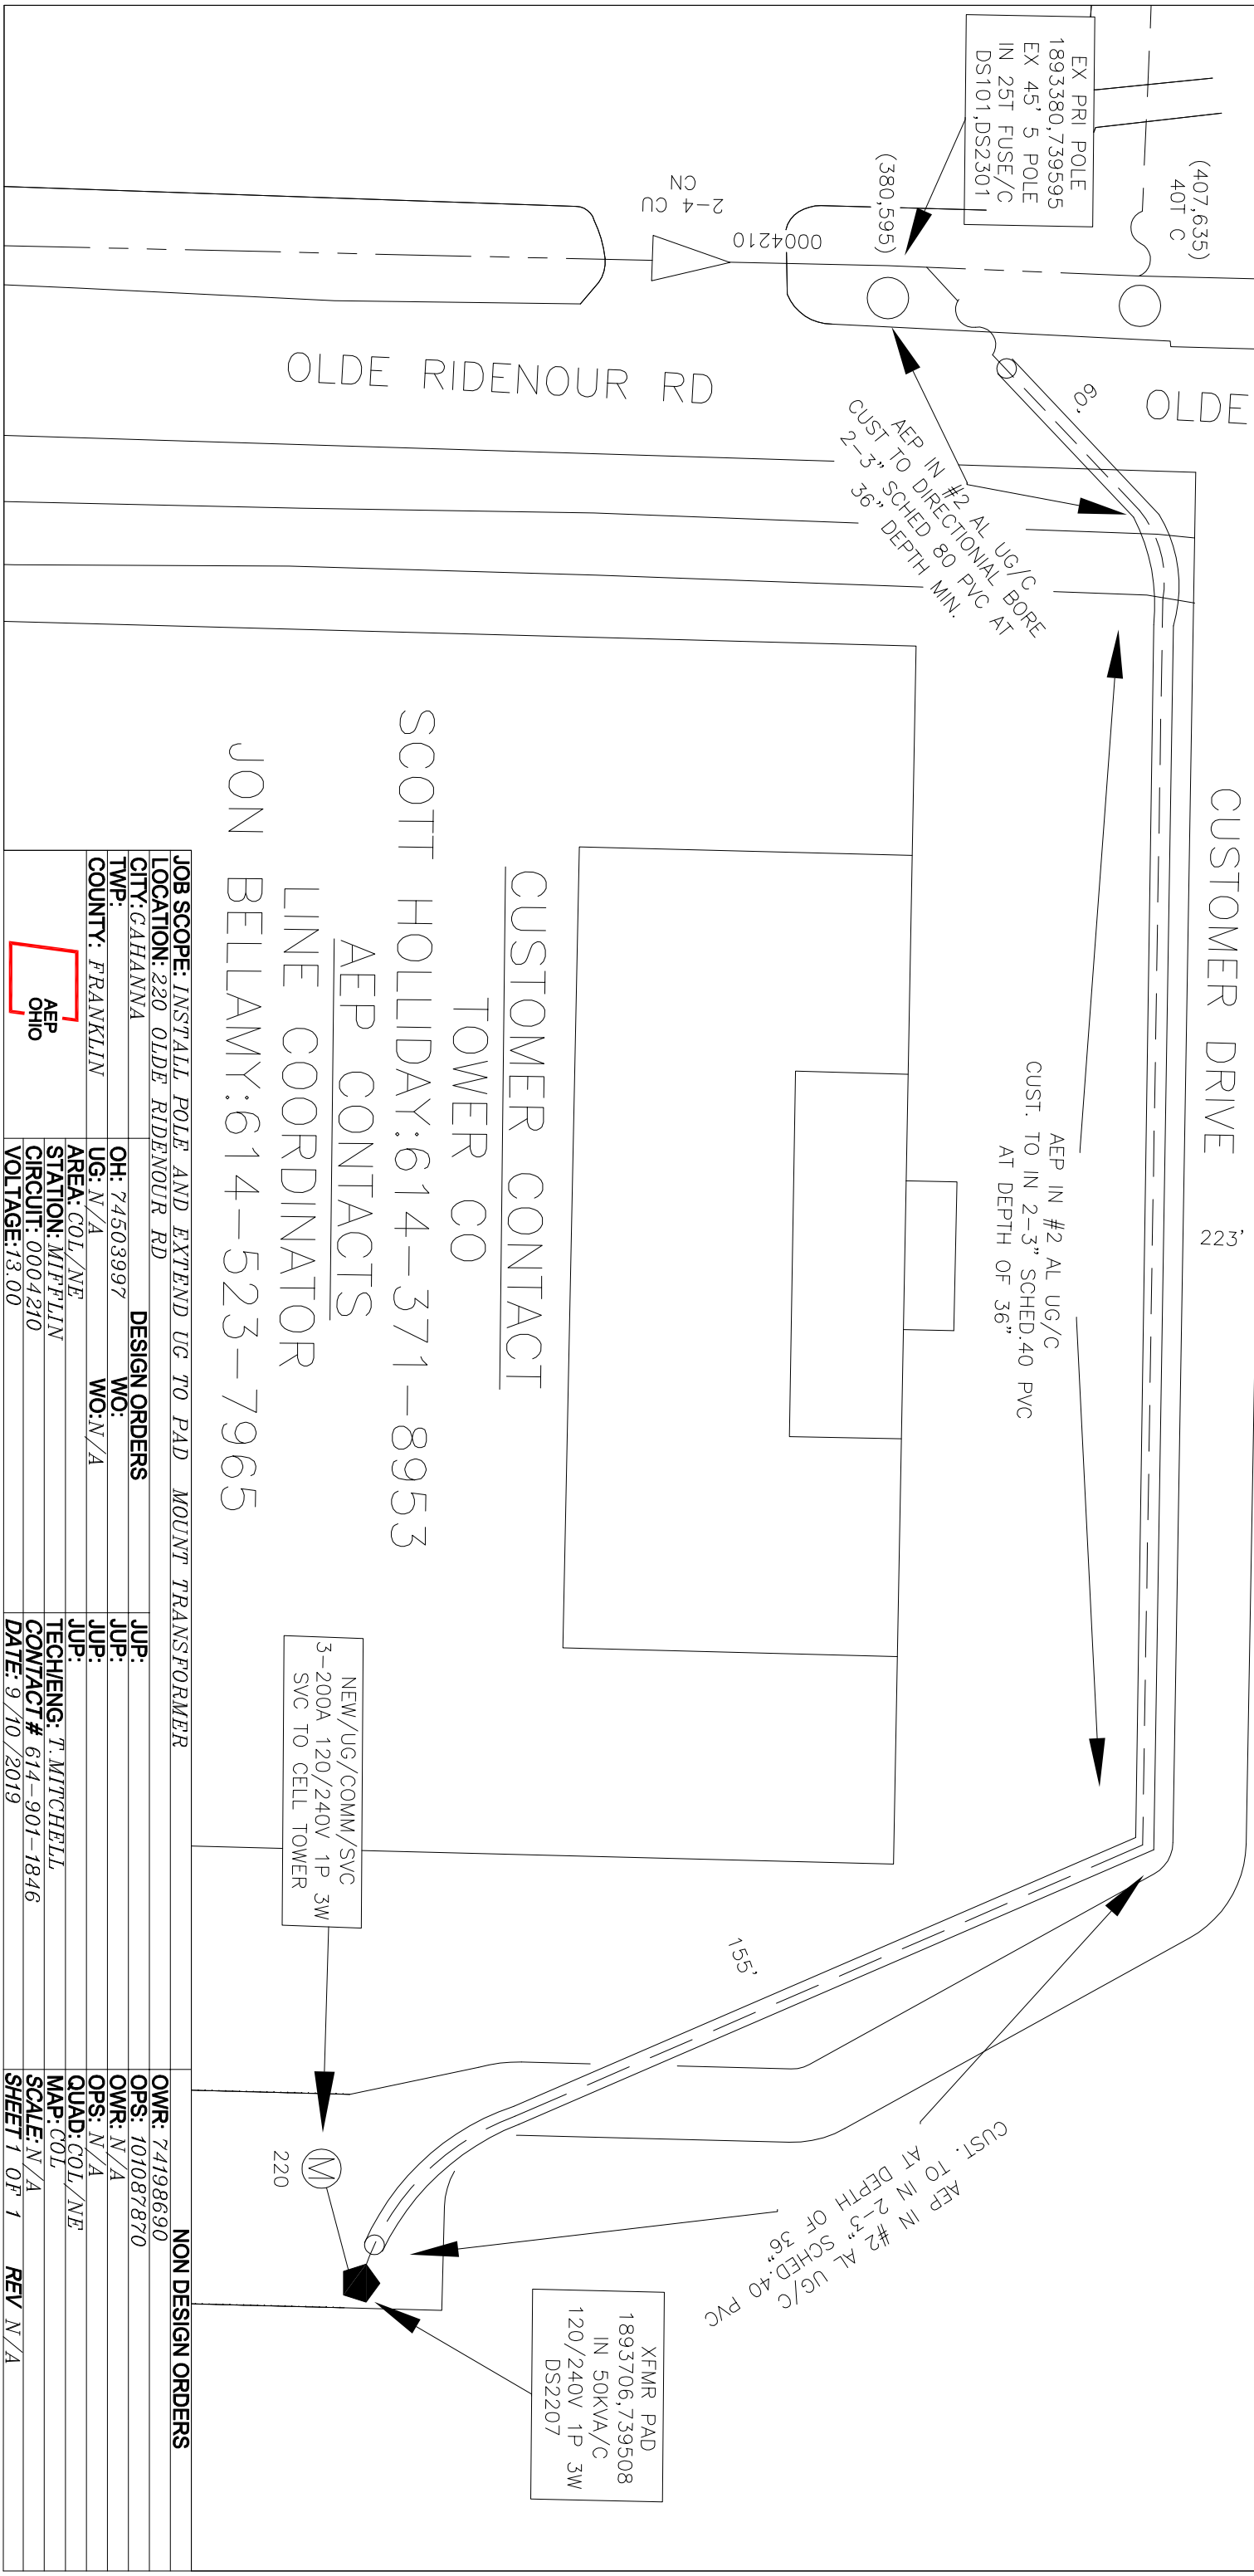 (407,635)
40T C
EX PRI POLE
1893380,739595
EX 45' 5 POLE
IN 25T FUSE/C
DS101,DS2301
(380,595)
0004210
2-4 CU
CN
OLDE RIDENOUR RD
OLDE
60'
AEP IN #2 AL UG/C
CUST TO DIRECTIONIAL BORE
2-3" SCHED 80 PVC AT
36" DEPTH MIN.
CUSTOMER DRIVE
223'
AEP IN #2 AL UG/C
CUST. TO IN 2-3" SCHED.40 PVC
AT DEPTH OF 36"
CUSTOMER CONTACT
TOWER CO
SCOTT HOLLIDAY:614-371-8953
AEP CONTACTS
LINE COORDINATOR
JON BELLAMY:614-523-7965
155'
AEP IN #2 AL UG/C
CUST. TO IN 2-3" SCHED.40 PVC
AT DEPTH OF 36"
NEW/UG/COMM/SVC
3-200A 120/240V 1P 3W
SVC TO CELL TOWER
M
220
XFMR PAD
1893706,739508
IN 50KVA/C
120/240V 1P 3W
DS2207
JOB SCOPE: INSTALL POLE AND EXTEND UG TO PAD MOUNT TRANSFORMER
LOCATION: 220 OLDE RIDENOUR RD
CITY: GAHANNA
TWP:
COUNTY: FRANKLIN
AEP
OHIO
DESIGN ORDERS
OH: 74503997 WO:
UG: N/A WO: N/A
AREA: COL/NE
STATION: MIFFLIN
CIRCUIT: 0004210
VOLTAGE: 13.00
JUP:
JUP:
JUP:
JUP:
TECH/ENG: T. MITCHELL
CONTACT # 614-901-1846
DATE: 9/10/2019
NON DESIGN ORDERS
OWR: 74198690
OPS: 101087870
OWR: N/A
OPS: N/A
QUAD: COL/NE
MAP: COL
SCALE: N/A
SHEET 1 OF 1 REV N/A